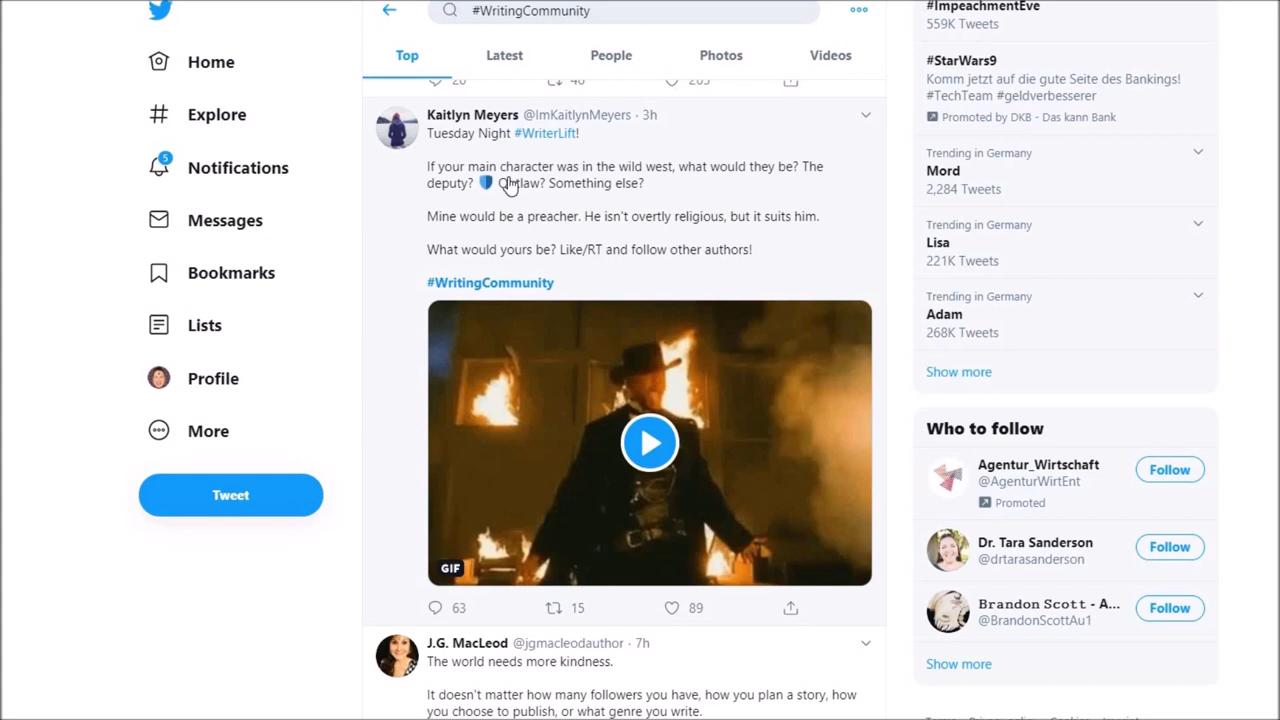 Home
Explore
5
Notifications
Messages
Bookmarks
Lists
Profile
More
Tweet
#WritingCommunity
Top
Latest
People
Photos
Videos
Kaitlyn Meyers @ImKaitlynMeyers · 3h
Tuesday Night #WriterLift!
If your main character was in the wild west, what would they be? The
deputy? Outlaw? Something else?
Mine would be a preacher. He isn't overtly religious, but it suits him.
What would yours be? Like/RT and follow other authors!
#WritingCommunity
GIF
63
15
89
J.G. MacLeod @jgmacleodauthor · 7h
The world needs more kindness.
It doesn't matter how many followers you have, how you plan a story, how
you choose to publish, or what genre you write.
#ImpeachmentEve
559K Tweets
#StarWars9
Komm jetzt auf die gute Seite des Bankings!
#TechTeam #geldverbesserer
Promoted by DKB - Das kann Bank
Trending in Germany
Mord
2,284 Tweets
Trending in Germany
Lisa
221K Tweets
Trending in Germany
Adam
268K Tweets
Show more
Who to follow
Agentur_Wirtschaft
@AgenturWirtEnt
Follow
Promoted
Dr. Tara Sanderson
@drtarasanderson
Follow
Brandon Scott - A...
@BrandonScottAu1
Follow
Show more